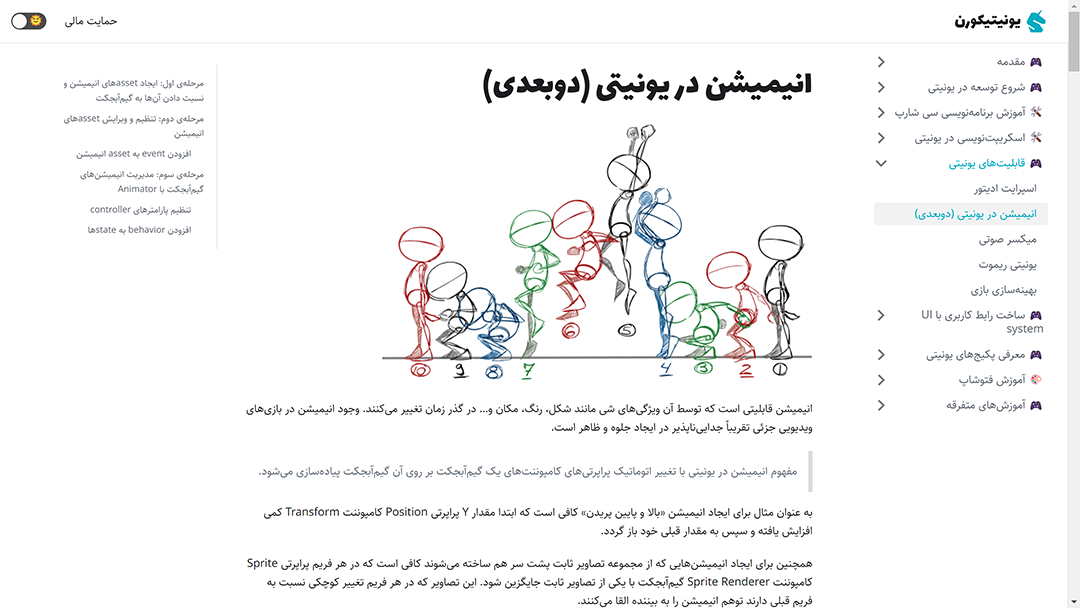 یونیتیکورن
حمایت مالی
مقدمه
شروع توسعه در یونیتی
آموزش برنامه‌نویسی سی شارپ
اسکریپت‌نویسی در یونیتی
قابلیت‌های یونیتی
اسپرایت ادیتور
انیمیشن در یونیتی (دوبعدی)
میکسر صوتی
یونیتی ریموت
بهینه‌سازی بازی
ساخت رابط کاربری با UI
system
معرفی پکیج‌های یونیتی
آموزش فتوشاپ
آموزش‌های متفرقه
انیمیشن در یونیتی (دوبعدی)
10 9 8 7 6 5 4 3 2 1
انیمیشن قابلیتی است که توسط آن ویژگی‌های شی مانند شکل، رنگ، مکان و... در گذر زمان تغییر می‌کنند. وجود انیمیشن در بازی‌های
ویدیویی جزئی تقریباً جدایی‌ناپذیر در ایجاد جلوه و ظاهر است.
مفهوم انیمیشن در یونیتی با تغییر اتوماتیک پراپرتی‌های کامپوننت‌های یک گیم‌آبجکت بر روی آن گیم‌آبجکت پیاده‌سازی می‌شود.
به عنوان مثال برای ایجاد انیمیشن «بالا و پایین پریدن» کافی است که ابتدا مقدار Y پراپرتی Position کامپوننت Transform کمی
افزایش یافته و سپس به مقدار قبلی خود باز گردد.
همچنین برای ایجاد انیمیشن‌هایی که از مجموعه تصاویر ثابت پشت سر هم ساخته می‌شوند کافی است که در هر فریم پراپرتی Sprite
کامپوننت Sprite Renderer گیم‌آبجکت با یکی از تصاویر ثابت جایگزین شود. این تصاویر که در هر فریم تغییر کوچکی نسبت به
فریم قبلی دارند توهم انیمیشن را به بیننده القا می‌کنند.
مرحله‌ی اول: ایجاد assetهای انیمیشن و
نسبت دادن آن‌ها به گیم‌آبجکت
مرحله‌ی دوم: تنظیم و ویرایش assetهای
انیمیشن
افزودن event به asset انیمیشن
مرحله‌ی سوم: مدیریت انیمیشن‌های
گیم‌آبجکت با Animator
تنظیم پارامترهای controller
افزودن behavior به stateها